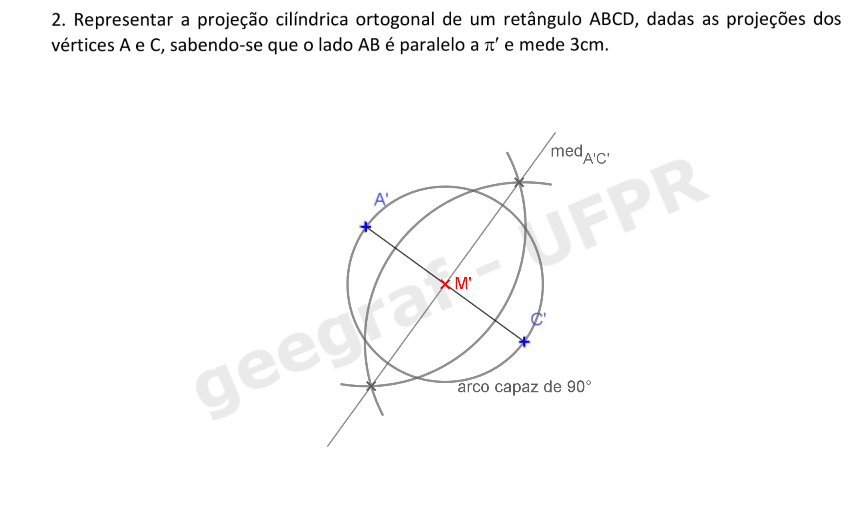 2. Representar a projeção cilíndrica ortogonal de um retângulo ABCD, dadas as projeções dos
vértices A e C, sabendo-se que o lado AB é paralelo a π′ e mede 3cm.
med A'C'
A'
M'
C'
arco capaz de 90°
geegraf - UFPR